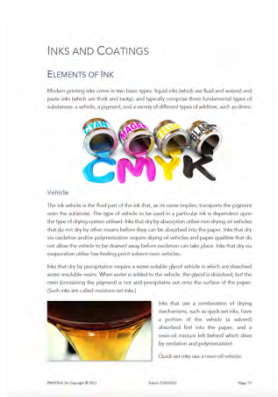 INKS AND COATINGS
ELEMENTS OF INK
Modern printing inks come in two basic types: liquid inks (which are fluid and watery) and
paste inks (which are thick and tacky), and typically comprise three fundamental types of
substances: a vehicle, a pigment, and a variety of different types of additive, such as driers.
CYAN MAGE YELL BLACK
CMYK
Vehicle
The ink vehicle is the fluid part of the ink that, as its name implies, transports the pigment
onto the substrate. The type of vehicle to be used in a particular ink is dependent upon
the type of drying system utilised. Inks that dry by absorption utilise non-drying oil vehicles
that do not dry by other means before they can be absorbed into the paper. Inks that dry
via oxidation and/or polymerization require drying oil vehicles and paper qualities that do
not allow the vehicle to be drained away before oxidation can take place. Inks that dry via
evaporation utilise low-boiling-point solvent-resin vehicles.
Inks that dry by precipitation require a water-soluble glycol vehicle in which are dissolved
water-insoluble resins. When water is added to the vehicle, the glycol is dissolved, but the
resin (containing the pigment) is not and precipitates out onto the surface of the paper.
(Such inks are called moisture-set inks.)
Inks that use a combination of drying
mechanisms, such as quick-set inks, have
a portion of the vehicle (a solvent)
absorbed first into the paper, and a
resin-oil mixture left behind which dries
by oxidation and polymerization.
Quick-set inks use a resin-oil vehicle
Page